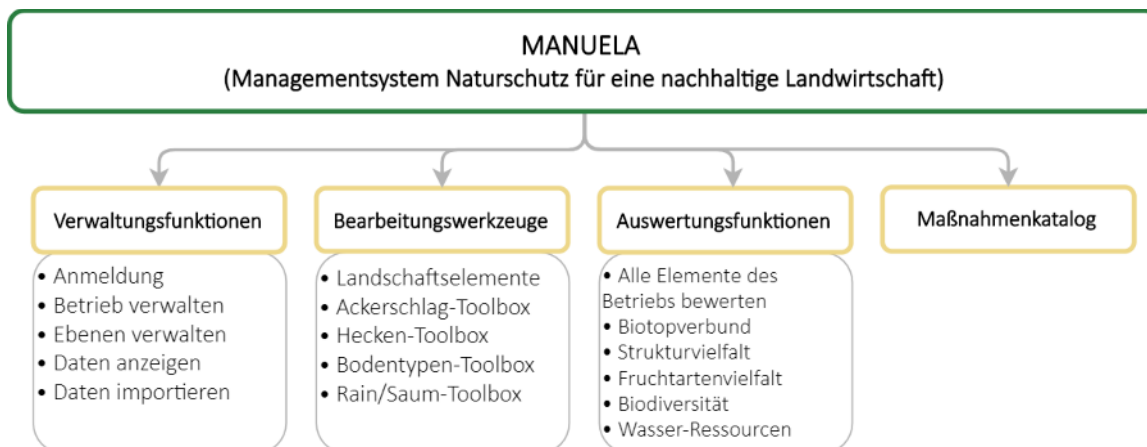 MANUELA
(Managementsystem Naturschutz für eine nachhaltige Landwirtschaft)
Verwaltungsfunktionen
• Anmeldung
• Betrieb verwalten
• Ebenen verwalten
• Daten anzeigen
• Daten importieren
Bearbeitungswerkzeuge
• Landschaftselemente
• Ackerschlag-Toolbox
• Hecken-Toolbox
• Bodentypen-Toolbox
• Rain/Saum-Toolbox
Auswertungsfunktionen
• Alle Elemente des
Betriebs bewerten
• Biotopverbund
• Strukturvielfalt
• Fruchtartenvielfalt
• Biodiversität
• Wasser-Ressourcen
Maßnahmenkatalog